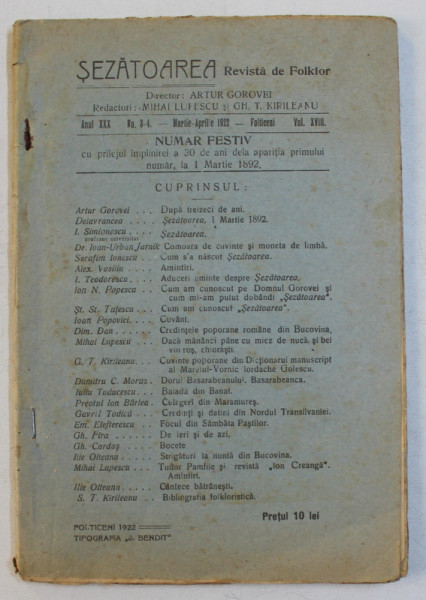 ȘEZĂTOAREA Revistă de Folklor
Director: ARTUR GOROVEI
Redactori: MIHAI LUPESCU și GH. T. KIRILEANU
Anul XXX No. 3-4. — Martie-Aprilie 1922 — Folticeni Vol. XVIII.
NUMAR FESTIV
cu prilejul împlinirei a 30 de ani dela apariția primului
număr, la 1 Martie 1892.
CUPRINSUL:
Artur Gorovei . . . După treizeci de ani.
Delavrancea . . . . Șezătoarea, 1 Martie 1892.
I. Simionescu . . . Șezătoarea.
profesor universitar
Dr. Ioan-Urban Jarnik Comoara de cuvinte și moneta de limbă.
Serafim Ionescu . . Cum s'a născut Șezătoarea.
Alex. Vasiliu . . . . Amintiri.
I. Teodorescu . . . Aduceri aminte despre Șezătoarea.
Ion N. Popescu . . Cum am cunoscut pe Domnul Gorovei și
cum mi-am putut dobândi „Șezătoarea".
Șt. St. Tuțescu . . . Cum am cunoscut „Șezătoarea".
Ioan Popovici . . . Cuvânt.
Dim. Dan . . . . . . Credințele poporane române din Bucovina.
Mihai Lupescu . . . Dacă mănânci pâne cu miez de nucă și bei
vin roș, chiorăști.
G. T. Kirileanu . . . Cuvinte poporane din Dicționarul manuscript
al Marelui-Vornic Iordache Golescu.
Dumitru C. Moraș . Dorul Basarabeanului. Basarabeanca.
Iuliu Tuducescu . . Baladă din Banat.
Preotul Ion Bârlea . Culegeri din Maramureș.
Gavril Todică . . . Credinți și datini din Nordul Transilvaniei.
Em. Elefterescu . . Focul din Sâmbăta Paștilor.
Gh. Fira . . . . . . De ieri și de azi.
Gh. Cardaș . . . . . Bocete
Ilie Olteanu . . . . . Strigături la nuntă din Bucovina.
Mihai Lupescu . . . Tudor Pamfile și revista „Ion Creangă".
Amintiri.
Ilie Olteanu . . . . . Cântece bătrânești.
S. T. Kirileanu . . Bibliografia folkloristică.
Prețul 10 lei
FOLTICENI 1922
TIPOGRAFIA „J. BENDIT"